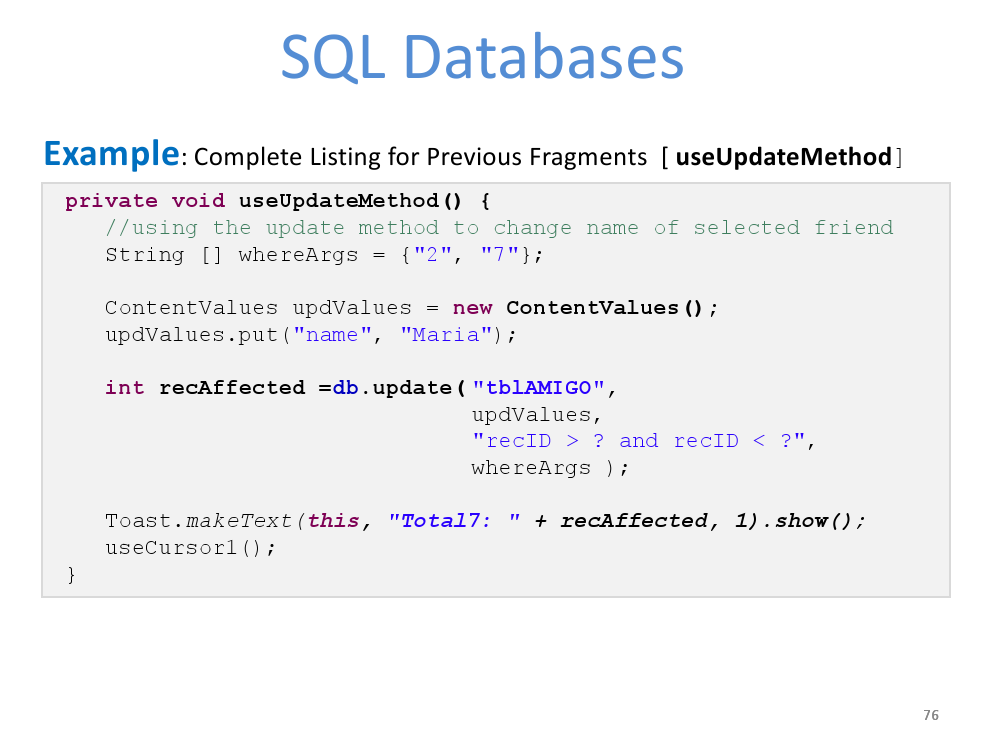 SQL Databases
Example: Complete Listing for Previous Fragments [ useUpdateMethod ]
private void useUpdateMethod() {
//using the update method to change name of selected friend
String [] whereArgs = {"2", "7"};
ContentValues updValues = new ContentValues();
updValues.put("name", "Maria");
int recAffected =db.update( "tblAMIGO",
updValues,
"recID > ? and recID < ?",
whereArgs );
Toast.makeText(this, "Total7: " + recAffected, 1).show();
useCursor1();
}
76